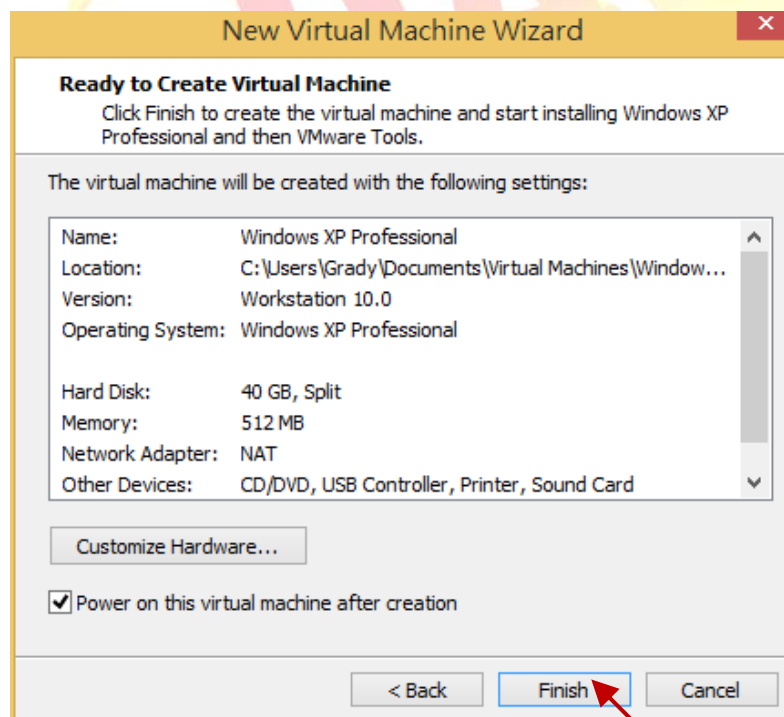 New Virtual Machine Wizard
Ready to Create Virtual Machine
Click Finish to create the virtual machine and start installing Windows XP
Professional and then VMware Tools.
The virtual machine will be created with the following settings:
Name: Windows XP Professional
Location: C:\Users\Grady\Documents\Virtual Machines\Window...
Version: Workstation 10.0
Operating System: Windows XP Professional
Hard Disk: 40 GB, Split
Memory: 512 MB
Network Adapter: NAT
Other Devices: CD/DVD, USB Controller, Printer, Sound Card
Customize Hardware...
Power on this virtual machine after creation
< Back Finish Cancel